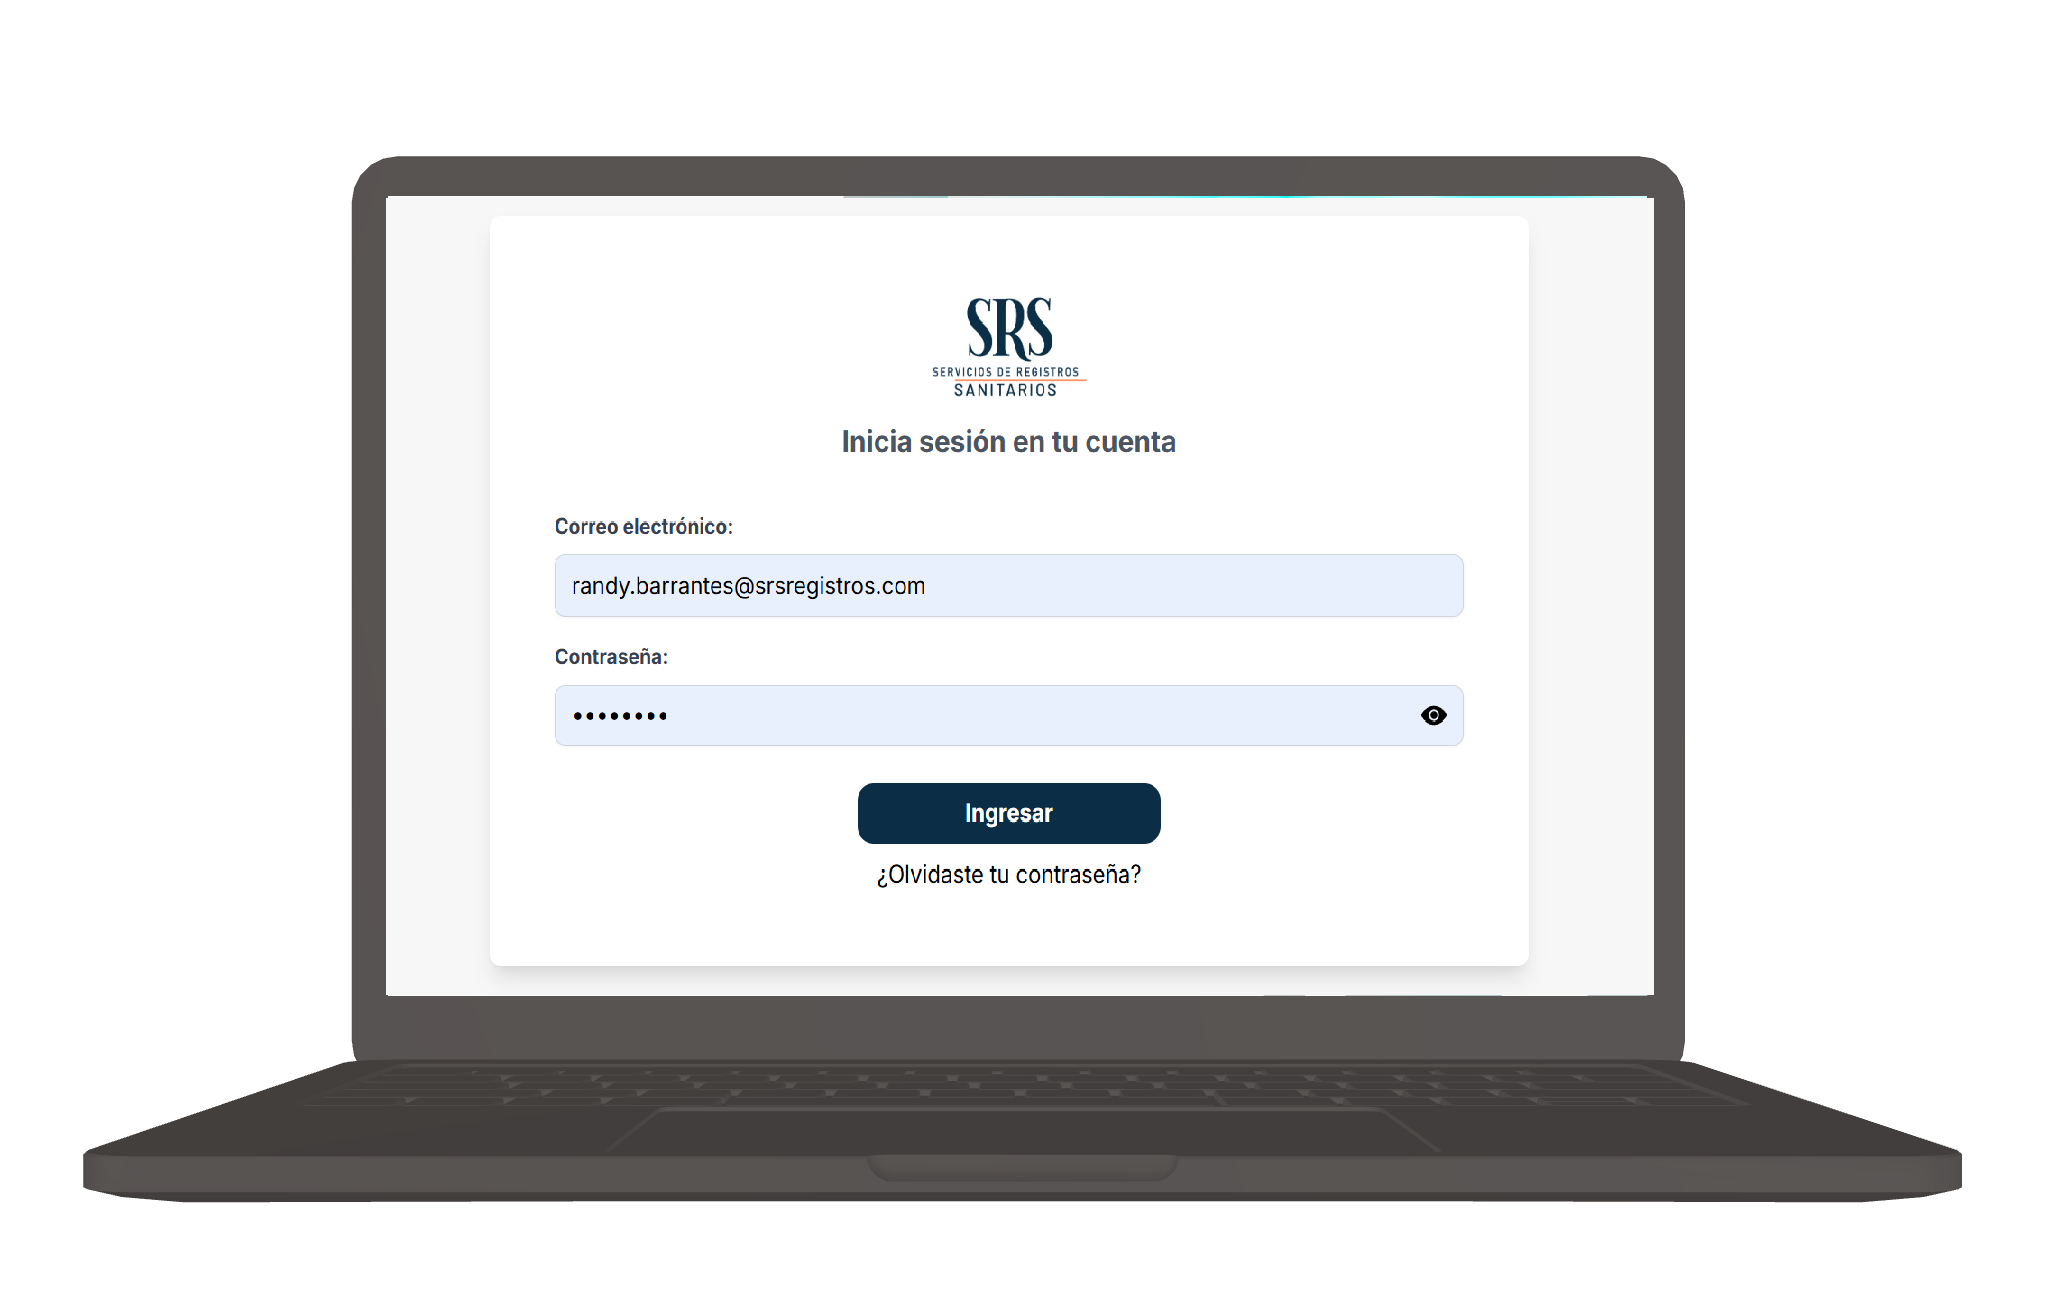 SRS
SERVICIOS DE REGISTROS
SANITARIOS
Inicia sesión en tu cuenta
Correo electrónico:
randy.barrantes@srsregistros.com
Contraseña:
••••••••
Ingresar
¿Olvidaste tu contraseña?